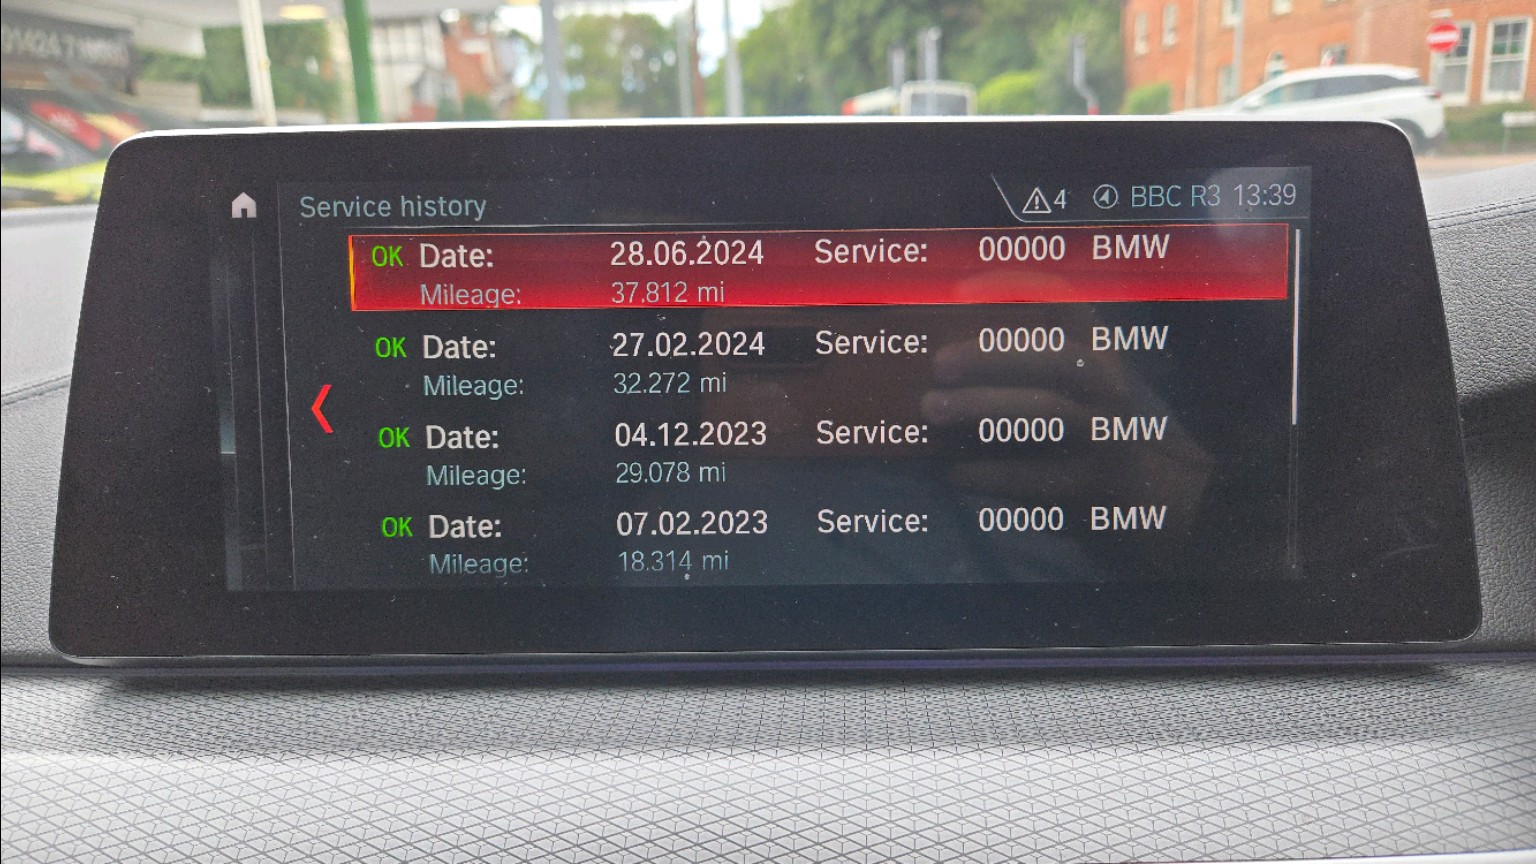 Service history
4 BBC R3 13:39
OK Date: 28.06.2024 Service: 00000 BMW
Mileage: 37.812 mi
OK Date: 27.02.2024 Service: 00000 BMW
Mileage: 32.272 mi
OK Date: 04.12.2023 Service: 00000 BMW
Mileage: 29.078 mi
OK Date: 07.02.2023 Service: 00000 BMW
Mileage: 18.314 mi